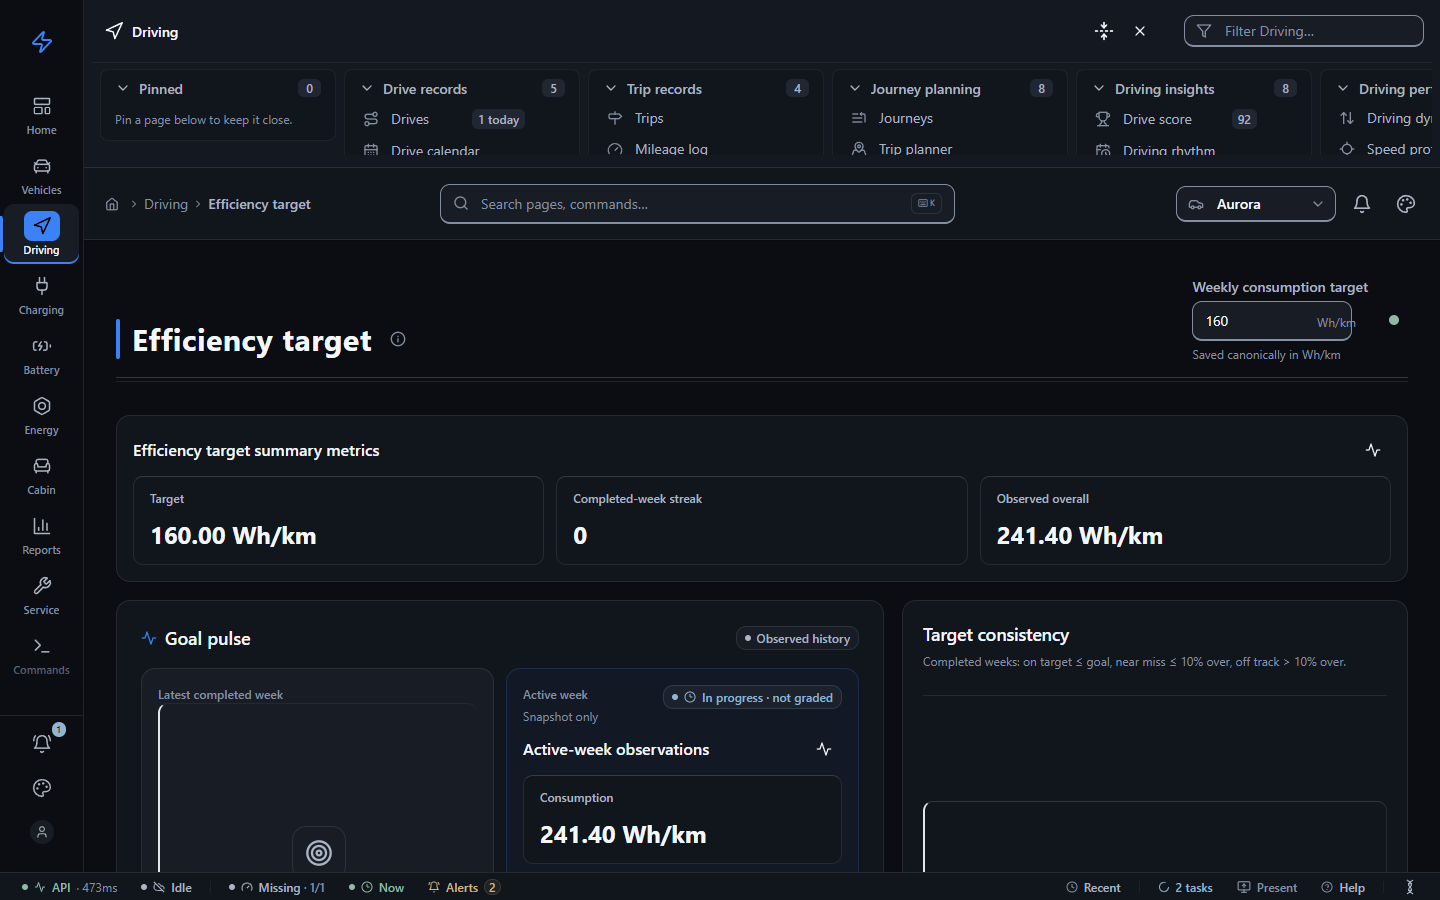 Driving
Filter Driving...
Pinned 0
Pin a page below to keep it close.
Drive records 5
Drives 1 today
Drive calendar
Trip records 4
Trips
Mileage log
Journey planning 8
Journeys
Trip planner
Driving insights 8
Drive score 92
Driving rhythm
Driving per
Driving dy
Speed pro
Home
Vehicles
Driving
Charging
Battery
Energy
Cabin
Reports
Service
Commands
1
Driving
Efficiency target
Search pages, commands...
K
Aurora
Efficiency target
Weekly consumption target
160 Wh/km
Saved canonically in Wh/km
Efficiency target summary metrics
Target
160.00 Wh/km
Completed-week streak
0
Observed overall
241.40 Wh/km
Goal pulse
Observed history
Latest completed week
Active week
Snapshot only
In progress · not graded
Active-week observations
Consumption
241.40 Wh/km
Target consistency
Completed weeks: on target ≤ goal, near miss ≤ 10% over, off track > 10% over.
API · 473ms
Idle
Missing · 1/1
Now
Alerts 2
Recent
2 tasks
Present
Help